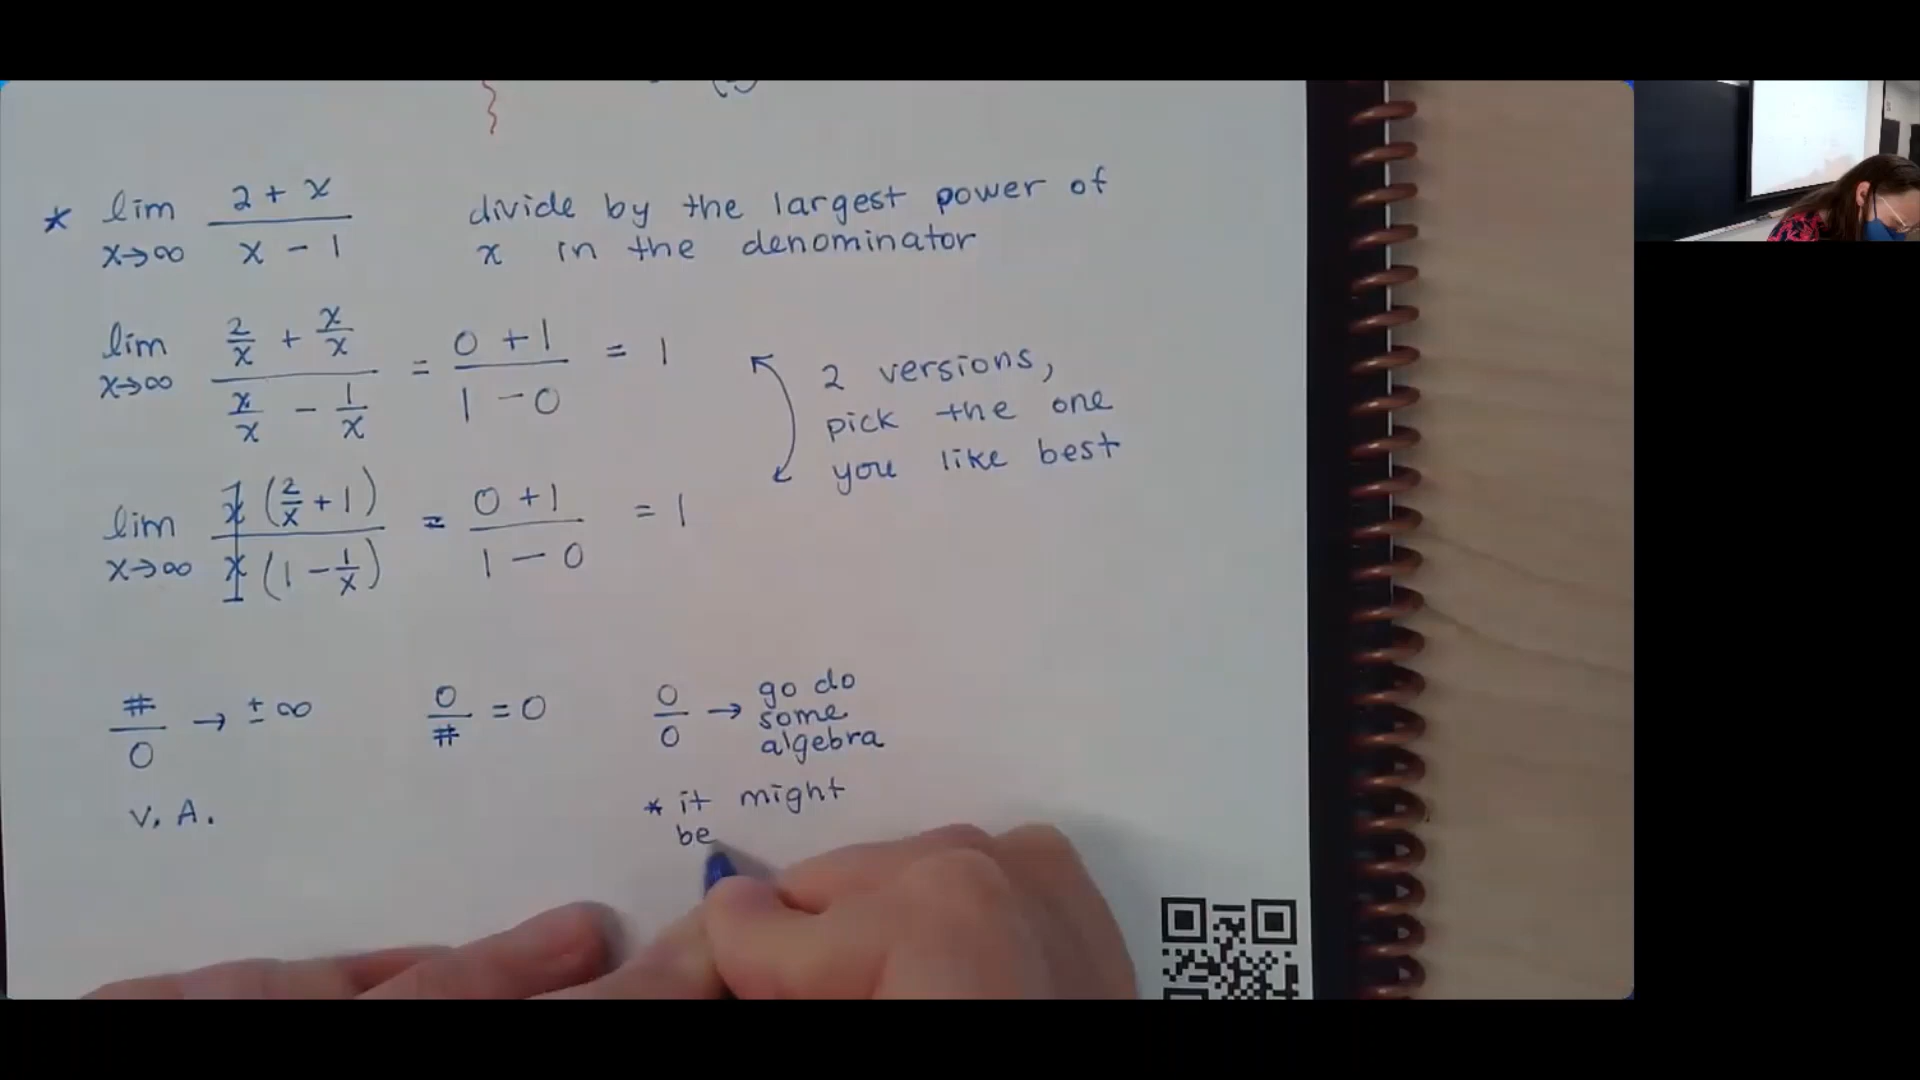 * lim x→∞ (2 + x)/(x - 1)
divide by the largest power of
x in the denominator
lim x→∞ (2/x + x/x)/(x/x - 1/x) = (0 + 1)/(1 - 0) = 1
2 versions,
pick the one
you like best
lim x→∞ x(2/x + 1)/x(1 - 1/x) = (0 + 1)/(1 - 0) = 1
#/0 → ± ∞
V. A.
0/# = 0
0/0 → go do
some
algebra
* it might
be